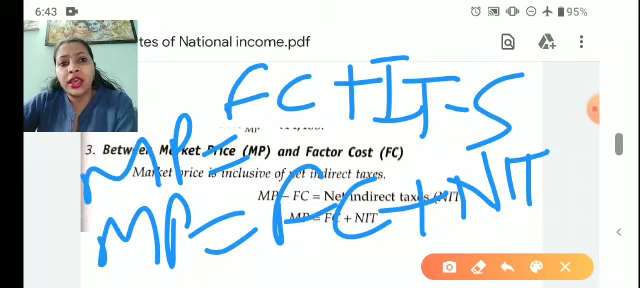 6:43
95%
tes of National income.pdf
FC + IT - S
MP =
3. Between Market Price (MP) and Factor Cost (FC)
Market price is inclusive of net indirect taxes.
MP – FC = Net indirect taxes (NIT
MP = FC + NIT
MP = FC + NIT